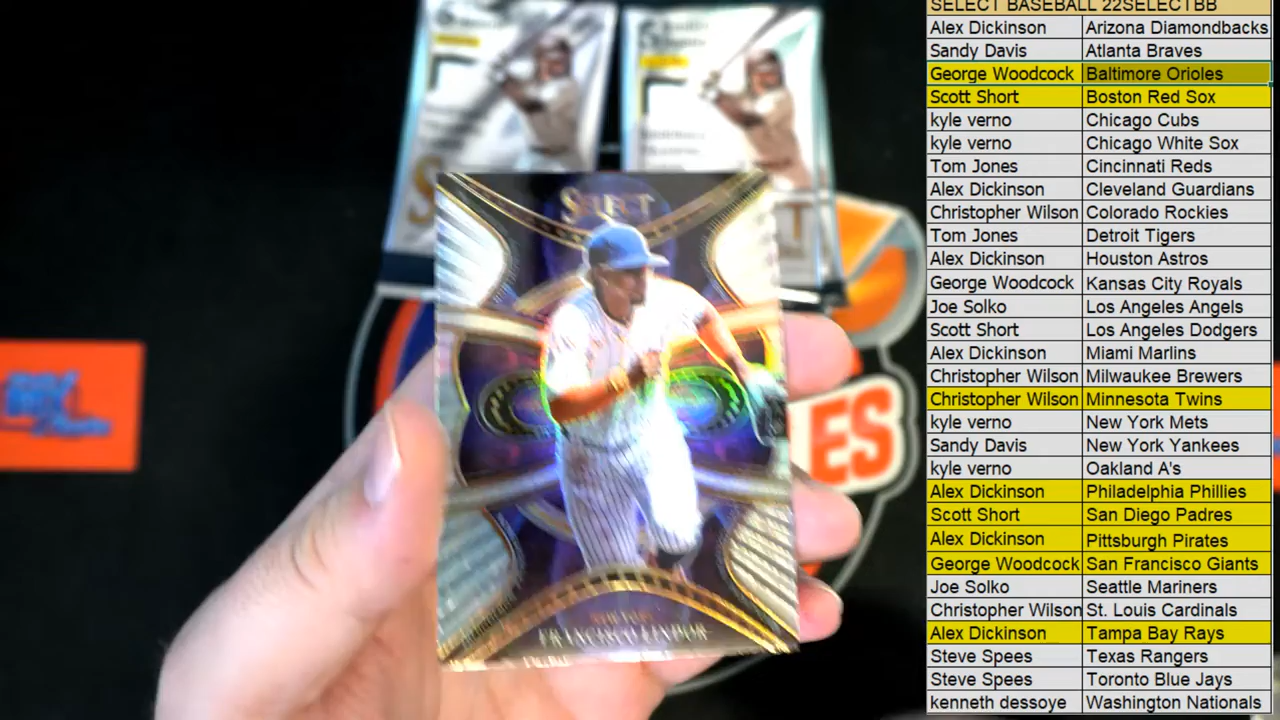 SELECT BASEBALL 22SELECTBB
Alex Dickinson Arizona Diamondbacks
Sandy Davis Atlanta Braves
George Woodcock Baltimore Orioles
Scott Short Boston Red Sox
kyle verno Chicago Cubs
kyle verno Chicago White Sox
Tom Jones Cincinnati Reds
Alex Dickinson Cleveland Guardians
Christopher Wilson Colorado Rockies
Tom Jones Detroit Tigers
Alex Dickinson Houston Astros
George Woodcock Kansas City Royals
Joe Solko Los Angeles Angels
Scott Short Los Angeles Dodgers
Alex Dickinson Miami Marlins
Christopher Wilson Milwaukee Brewers
Christopher Wilson Minnesota Twins
kyle verno New York Mets
Sandy Davis New York Yankees
kyle verno Oakland A's
Alex Dickinson Philadelphia Phillies
Scott Short San Diego Padres
Alex Dickinson Pittsburgh Pirates
George Woodcock San Francisco Giants
Joe Solko Seattle Mariners
Christopher Wilson St. Louis Cardinals
Alex Dickinson Tampa Bay Rays
Steve Spees Texas Rangers
Steve Spees Toronto Blue Jays
kenneth dessoye Washington Nationals
SELECT
FRANCISCO LINDOR
ES